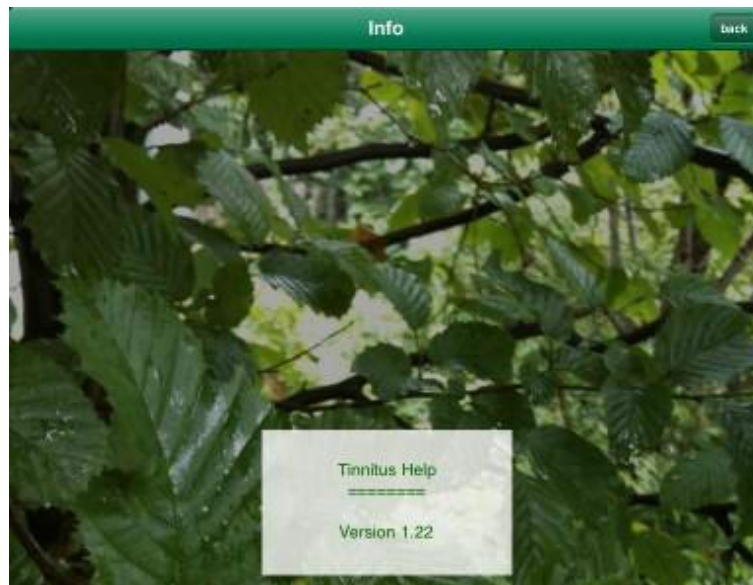 Info
back
Tinnitus Help
========
Version 1.22